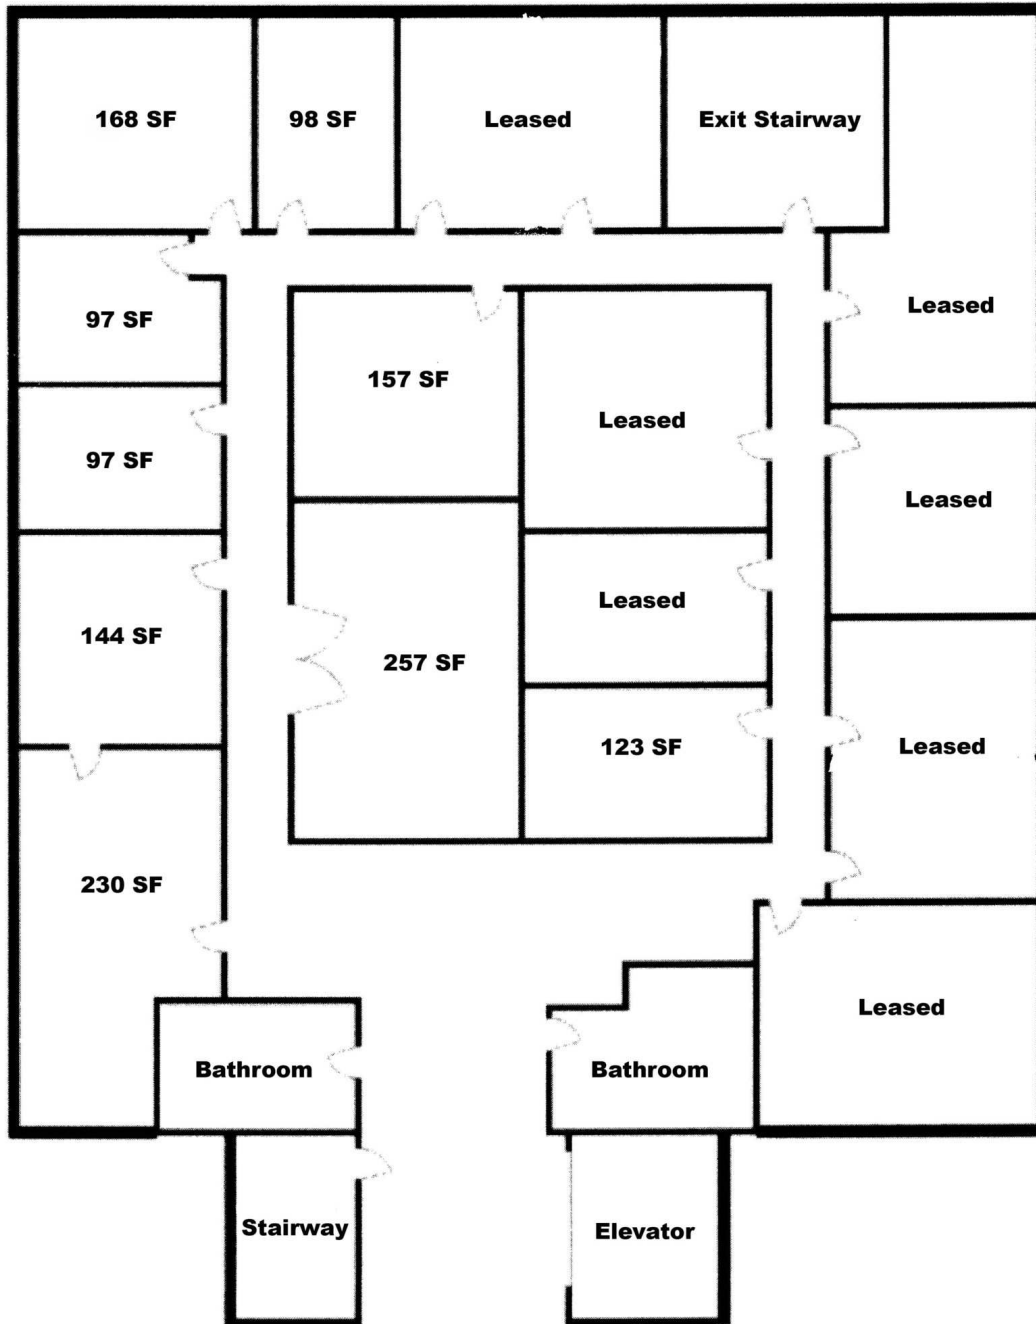 168 SF
98 SF
Leased
Exit Stairway
97 SF
157 SF
Leased
Leased
97 SF
Leased
144 SF
257 SF
Leased
123 SF
Leased
230 SF
Leased
Bathroom
Bathroom
Stairway
Elevator